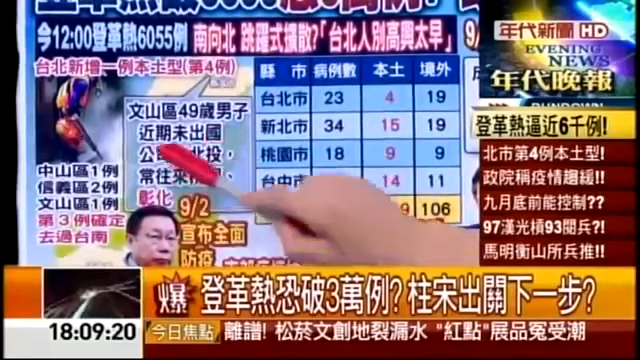 今12:00登革熱6055例 南向北 跳躍式擴散?「台北人別高興太早」 9/
台北新增一例本土型(第4例)
文山區49歲男子
近期未出國
常往來
彰化
中山區1例
信義區2例
文山區1例
第3例確定
去過台南
9/2
宣布全面
防疫
縣市 病例數 本土 境外
台北市 23 4 19
新北市 34 15 19
桃園市 18 9 9
台中市 14 11
9 106
年代新聞 HD
EVENING NEWS
年代晚報
RUNDOWN
登革熱逼近6千例!
北市第4例本土型!
政院稱疫情趨緩!!
九月底前能控制??
97漢光槓93閱兵?!
馬明衡山所兵推!!
爆 登革熱恐破3萬例?柱宋出關下一步?
18:09:20 今日焦點 離譜! 松菸文創地裂漏水 "紅點"展品冤受潮